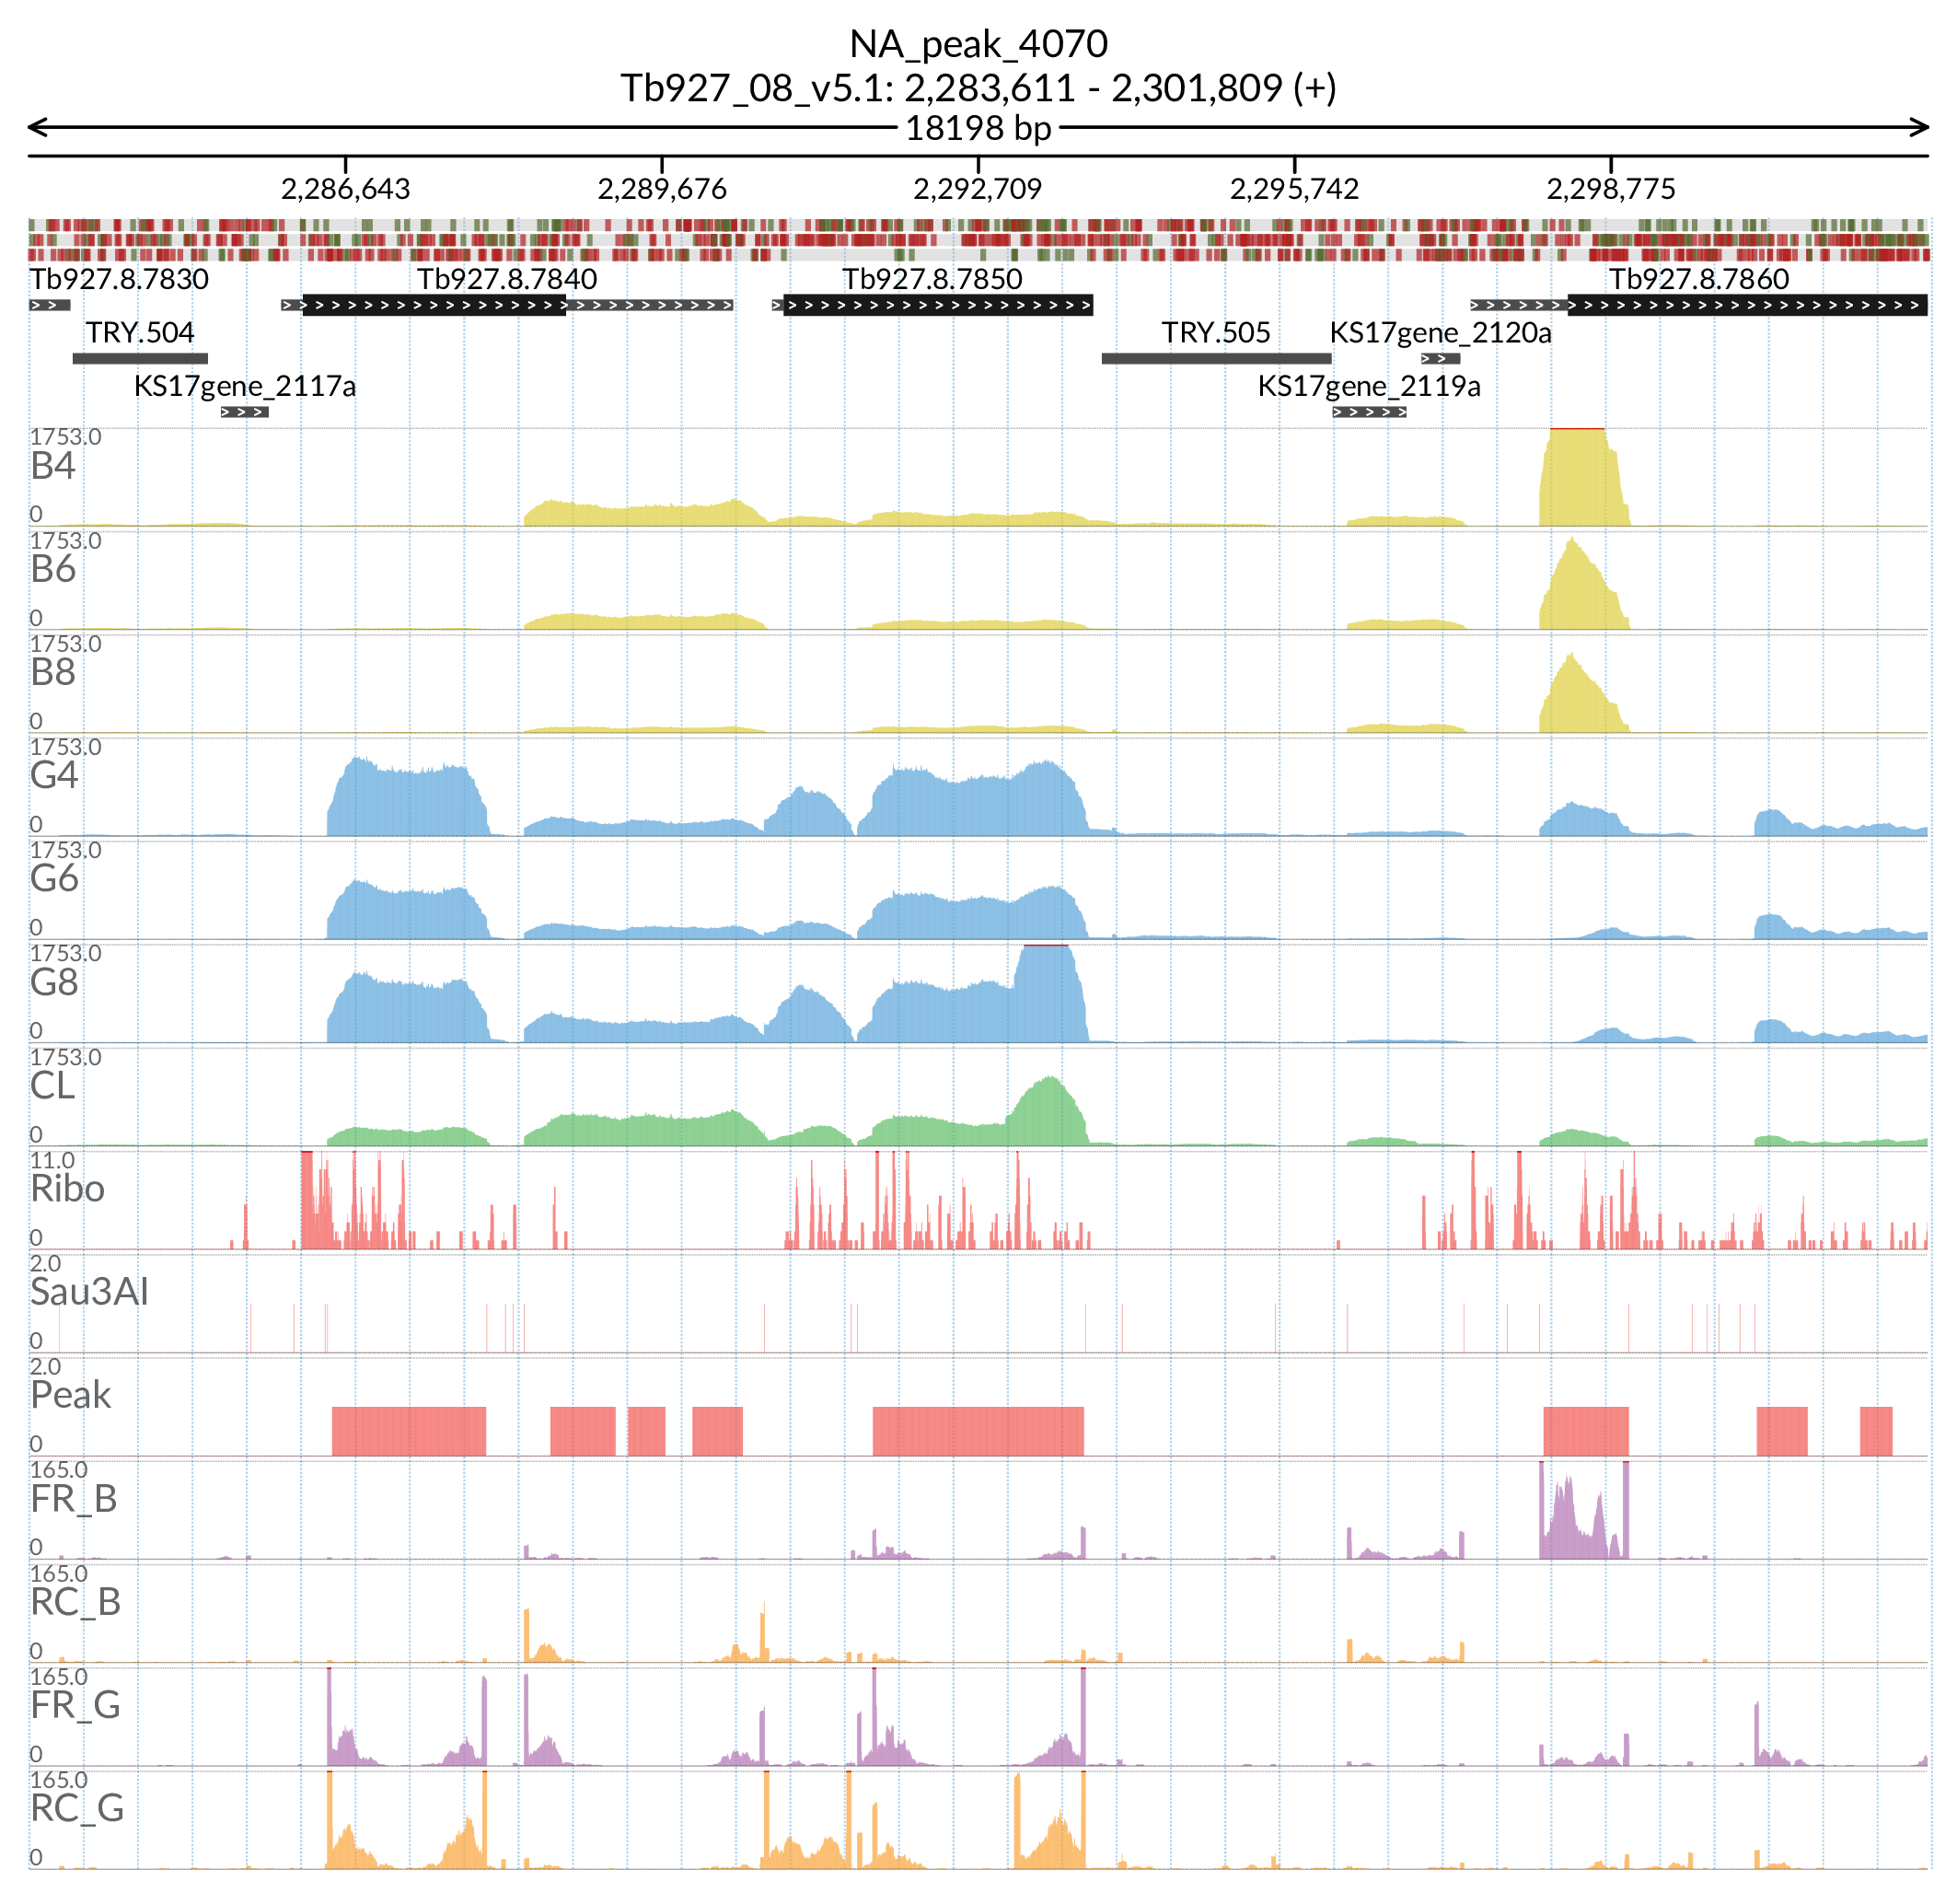 NA_peak_4070
Tb927_08_v5.1: 2,283,611 - 2,301,809 (+)
18198 bp
2,286,643 2,289,676 2,292,709 2,295,742 2,298,775
Tb927.8.7830 Tb927.8.7840 Tb927.8.7850 Tb927.8.7860
TRY.504 TRY.505 KS17gene_2120a
KS17gene_2117a KS17gene_2119a
1753.0
B4
0
1753.0
B6
0
1753.0
B8
0
1753.0
G4
0
1753.0
G6
0
1753.0
G8
0
1753.0
CL
0
11.0
Ribo
0
2.0
Sau3AI
0
2.0
Peak
0
165.0
FR_B
0
165.0
RC_B
0
165.0
FR_G
0
165.0
RC_G
0